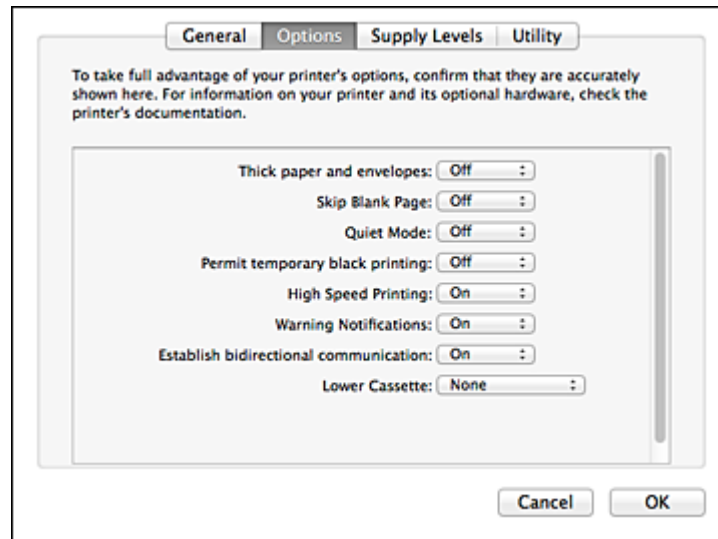 General Options Supply Levels Utility
To take full advantage of your printer's options, confirm that they are accurately
shown here. For information on your printer and its optional hardware, check the
printer's documentation.
Thick paper and envelopes: Off
Skip Blank Page: Off
Quiet Mode: Off
Permit temporary black printing: Off
High Speed Printing: On
Warning Notifications: On
Establish bidirectional communication: On
Lower Cassette: None
Cancel OK